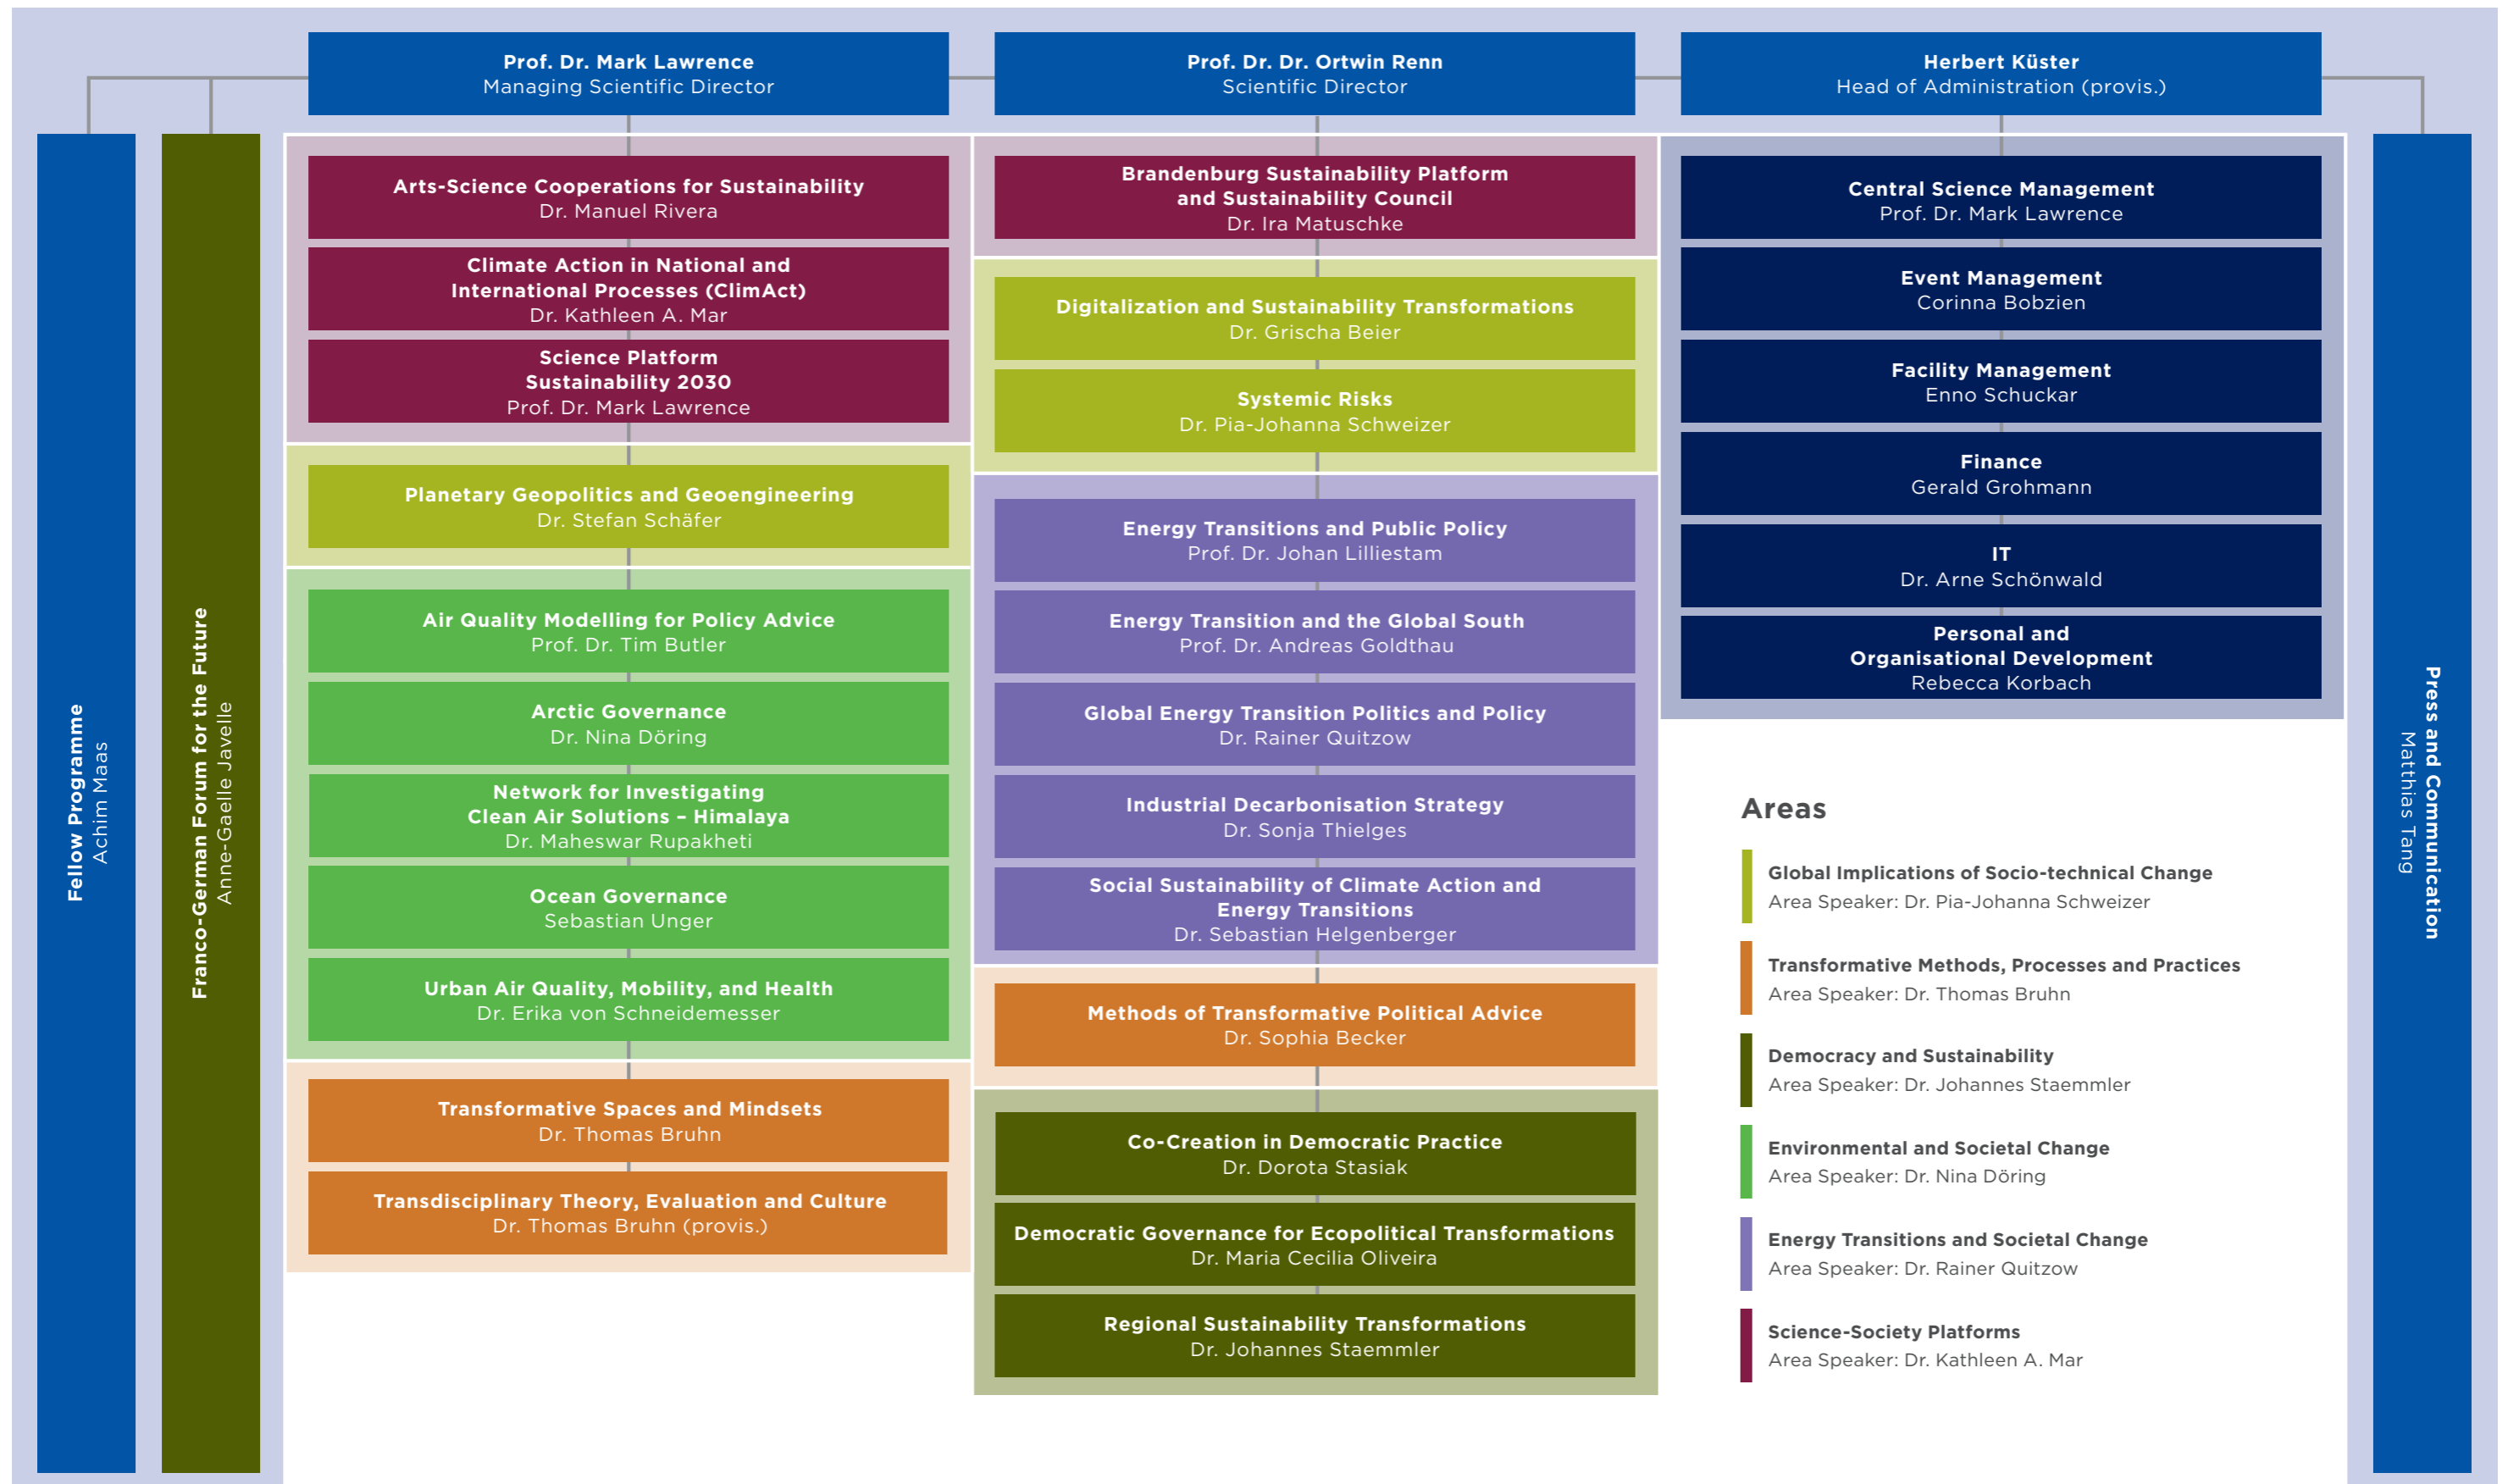 Prof. Dr. Mark Lawrence
Managing Scientific Director
Prof. Dr. Dr. Ortwin Renn
Scientific Director
Herbert Küster
Head of Administration (provis.)
Fellow Programme
Achim Maas
Franco-German Forum for the Future
Anne-Gaelle Javelle
Arts-Science Cooperations for Sustainability
Dr. Manuel Rivera
Climate Action in National and
International Processes (ClimAct)
Dr. Kathleen A. Mar
Science Platform
Sustainability 2030
Prof. Dr. Mark Lawrence
Planetary Geopolitics and Geoengineering
Dr. Stefan Schäfer
Air Quality Modelling for Policy Advice
Prof. Dr. Tim Butler
Arctic Governance
Dr. Nina Döring
Network for Investigating
Clean Air Solutions – Himalaya
Dr. Maheswar Rupakheti
Ocean Governance
Sebastian Unger
Urban Air Quality, Mobility, and Health
Dr. Erika von Schneidemesser
Transformative Spaces and Mindsets
Dr. Thomas Bruhn
Transdisciplinary Theory, Evaluation and Culture
Dr. Thomas Bruhn (provis.)
Brandenburg Sustainability Platform
and Sustainability Council
Dr. Ira Matuschke
Digitalization and Sustainability Transformations
Dr. Grischa Beier
Systemic Risks
Dr. Pia-Johanna Schweizer
Energy Transitions and Public Policy
Prof. Dr. Johan Lilliestam
Energy Transition and the Global South
Prof. Dr. Andreas Goldthau
Global Energy Transition Politics and Policy
Dr. Rainer Quitzow
Industrial Decarbonisation Strategy
Dr. Sonja Thielges
Social Sustainability of Climate Action and
Energy Transitions
Dr. Sebastian Helgenberger
Methods of Transformative Political Advice
Dr. Sophia Becker
Co-Creation in Democratic Practice
Dr. Dorota Stasiak
Democratic Governance for Ecopolitical Transformations
Dr. Maria Cecilia Oliveira
Regional Sustainability Transformations
Dr. Johannes Staemmler
Central Science Management
Prof. Dr. Mark Lawrence
Event Management
Corinna Bobzien
Facility Management
Enno Schuckar
Finance
Gerald Grohmann
IT
Dr. Arne Schönwald
Personal and
Organisational Development
Rebecca Korbach
Areas
Global Implications of Socio-technical Change
Area Speaker: Dr. Pia-Johanna Schweizer
Transformative Methods, Processes and Practices
Area Speaker: Dr. Thomas Bruhn
Democracy and Sustainability
Area Speaker: Dr. Johannes Staemmler
Environmental and Societal Change
Area Speaker: Dr. Nina Döring
Energy Transitions and Societal Change
Area Speaker: Dr. Rainer Quitzow
Science-Society Platforms
Area Speaker: Dr. Kathleen A. Mar
Press and Communication
Matthias Tang